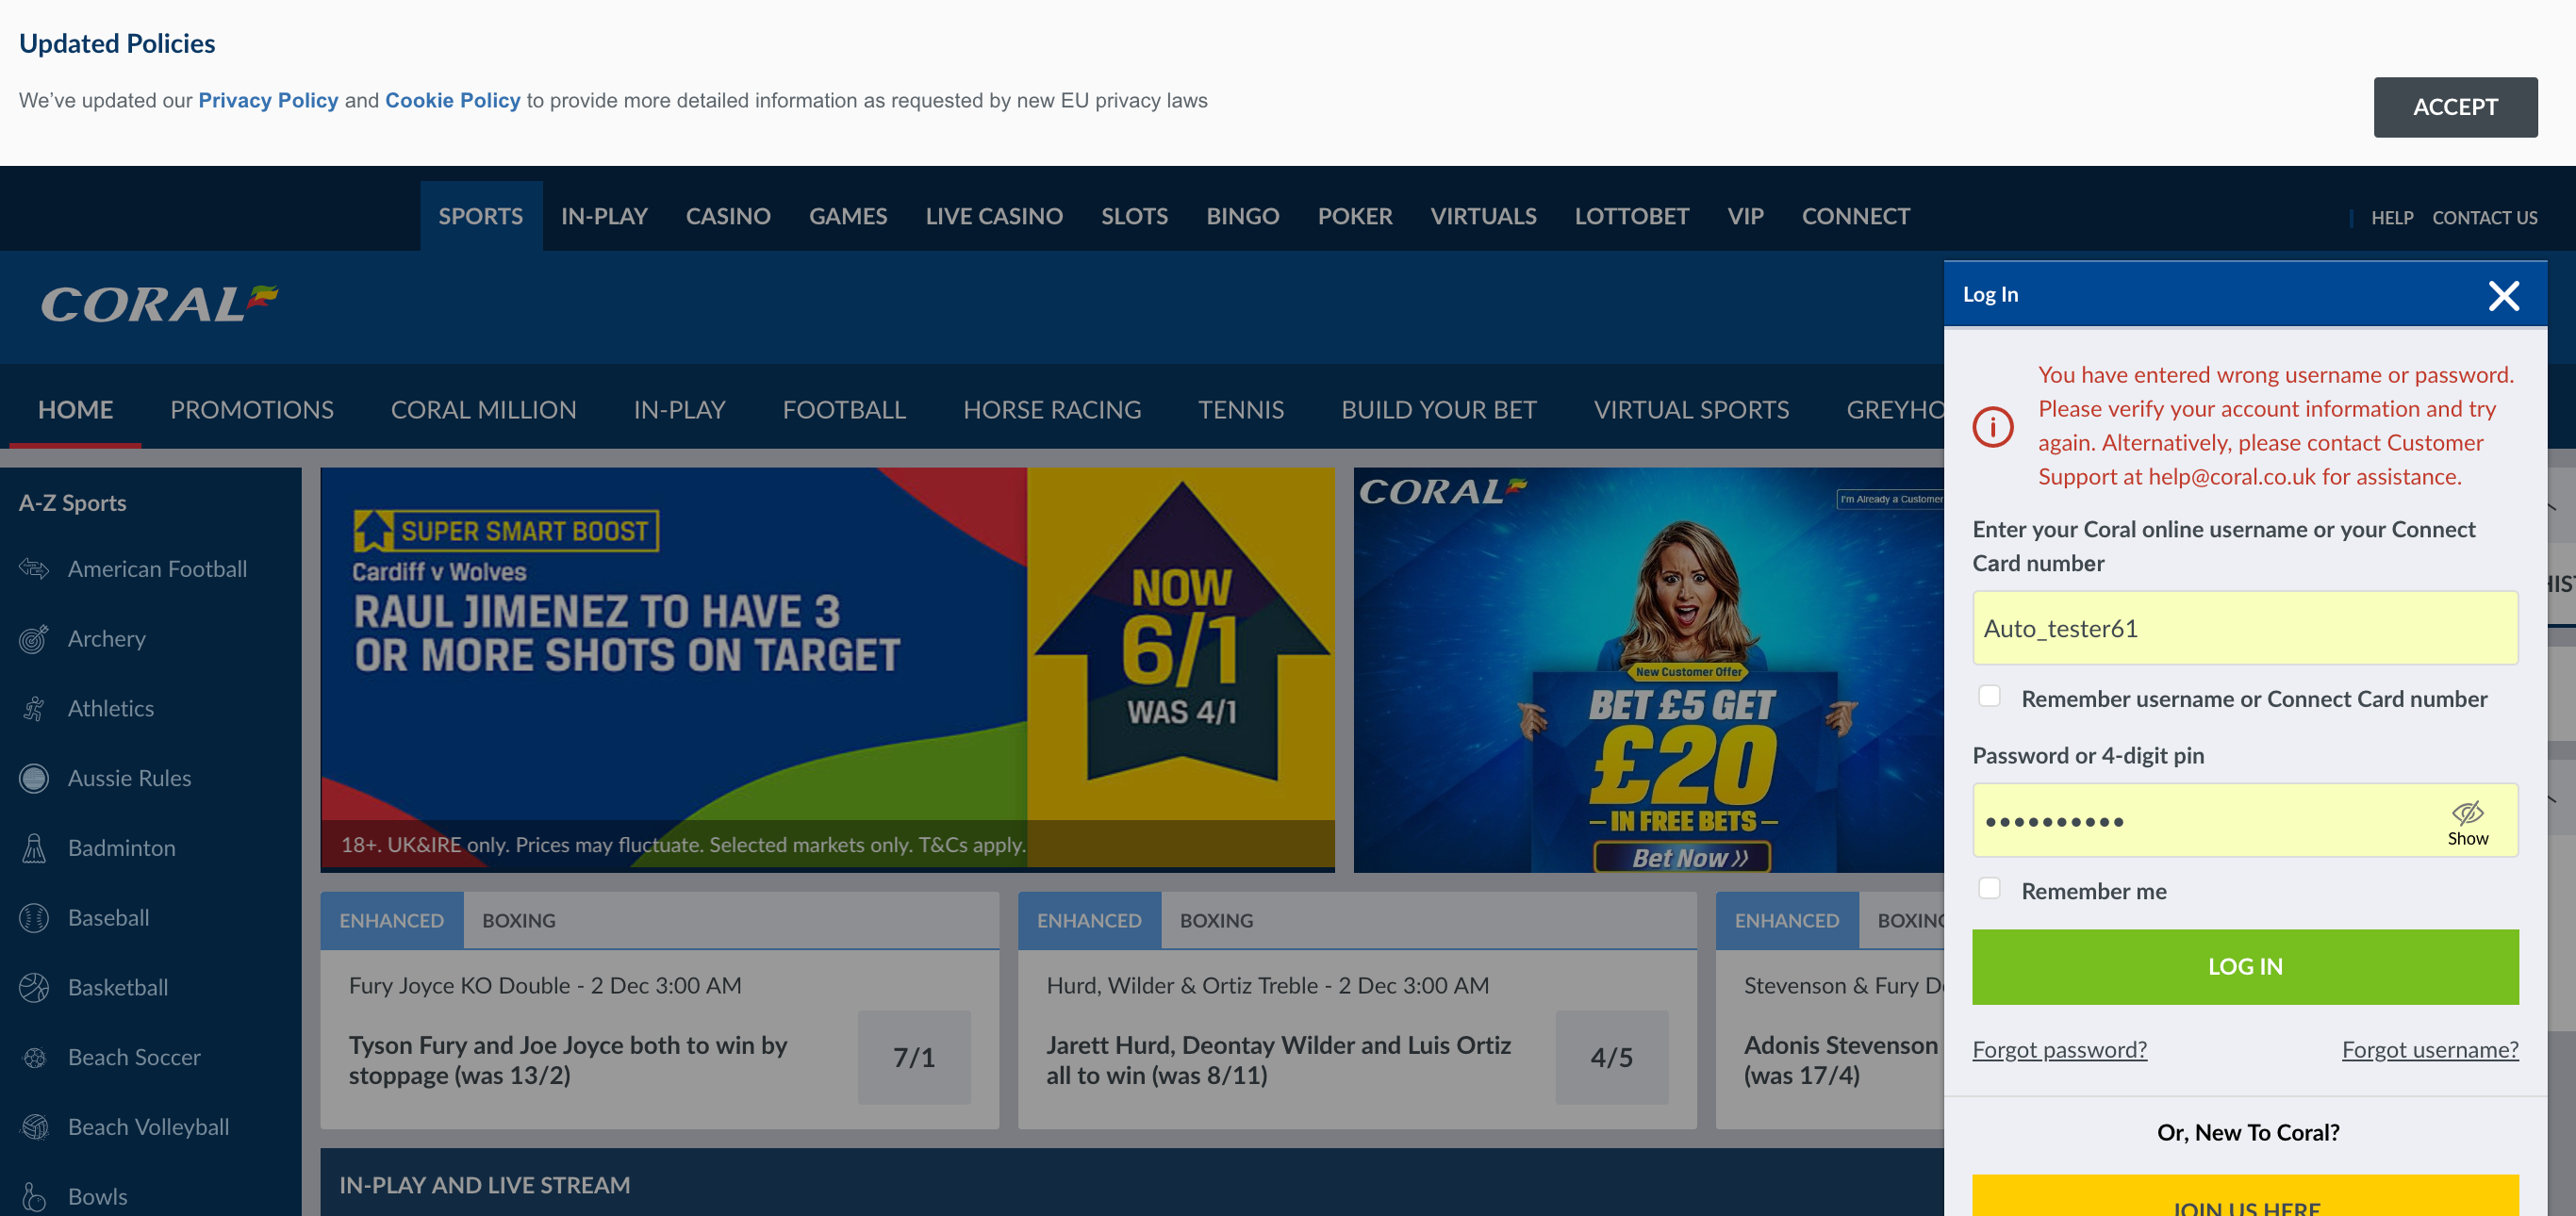 Updated Policies
We've updated our Privacy Policy and Cookie Policy to provide more detailed information as requested by new EU privacy laws
ACCEPT
SPORTS IN-PLAY CASINO GAMES LIVE CASINO SLOTS BINGO POKER VIRTUALS LOTTOBET VIP CONNECT
HELP CONTACT US
CORAL
HOME PROMOTIONS CORAL MILLION IN-PLAY FOOTBALL HORSE RACING TENNIS BUILD YOUR BET VIRTUAL SPORTS GREYHO
A-Z Sports
American Football
Archery
Athletics
Aussie Rules
Badminton
Baseball
Basketball
Beach Soccer
Beach Volleyball
Bowls
SUPER SMART BOOST
Cardiff v Wolves
RAUL JIMENEZ TO HAVE 3
OR MORE SHOTS ON TARGET
NOW
6/1
WAS 4/1
18+. UK&IRE only. Prices may fluctuate. Selected markets only. T&Cs apply.
CORAL
I'm Already a Customer
New Customer Offer
BET £5 GET
£20
IN FREE BETS
Bet Now
ENHANCED BOXING
Fury Joyce KO Double - 2 Dec 3:00 AM
Tyson Fury and Joe Joyce both to win by
stoppage (was 13/2)
7/1
ENHANCED BOXING
Hurd, Wilder & Ortiz Treble - 2 Dec 3:00 AM
Jarett Hurd, Deontay Wilder and Luis Ortiz
all to win (was 8/11)
4/5
ENHANCED BOXING
Stevenson & Fury D
Adonis Stevenson
(was 17/4)
IN-PLAY AND LIVE STREAM
Log In
You have entered wrong username or password.
Please verify your account information and try
again. Alternatively, please contact Customer
Support at help@coral.co.uk for assistance.
Enter your Coral online username or your Connect
Card number
Auto_tester61
Remember username or Connect Card number
Password or 4-digit pin
Show
Remember me
LOG IN
Forgot password? Forgot username?
Or, New To Coral?
JOIN US HERE